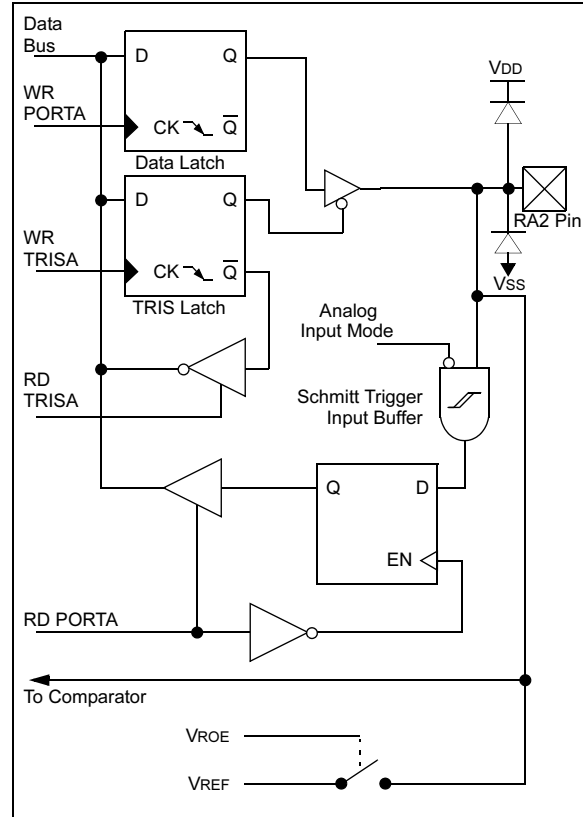 Data
Bus
D
Q
VDD
WR
PORTA
CK
Q
Data Latch
D
Q
RA2 Pin
WR
TRISA
CK
Q
VSS
TRIS Latch
Analog
Input Mode
RD
TRISA
Schmitt Trigger
Input Buffer
Q
D
EN
RD PORTA
To Comparator
VROE
VREF